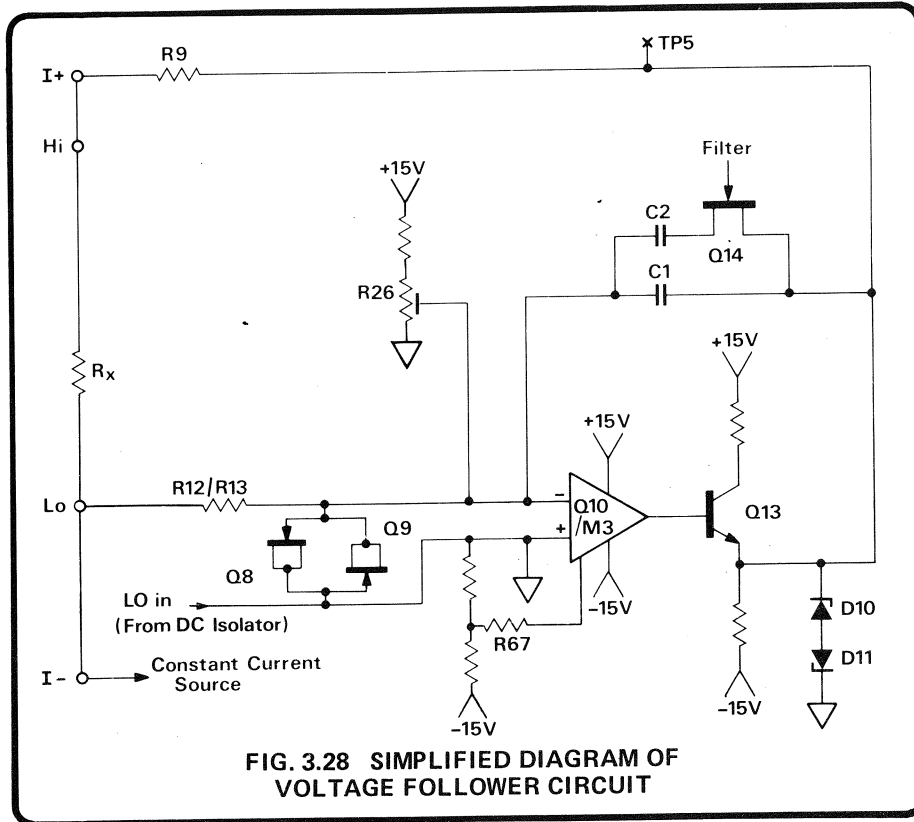 R9
TP5
I+
Hi
Filter
+15V
C2
Q14
C1
R26
+15V
Rx
+15V
R12/R13
Lo
−
Q10
/M3
+
Q13
Q9
Q8
LO in
(From DC Isolator)
−15V
R67
D10
D11
I−
Constant Current
Source
−15V
−15V
FIG. 3.28 SIMPLIFIED DIAGRAM OF
VOLTAGE FOLLOWER CIRCUIT